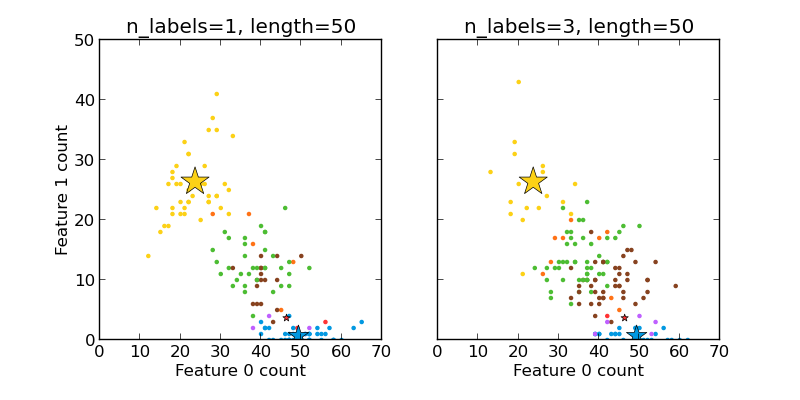 n_labels=1, length=50
n_labels=3, length=50
50
40
30
20
10
0
Feature 1 count
0 10 20 30 40 50 60 70
0 10 20 30 40 50 60 70
Feature 0 count
Feature 0 count